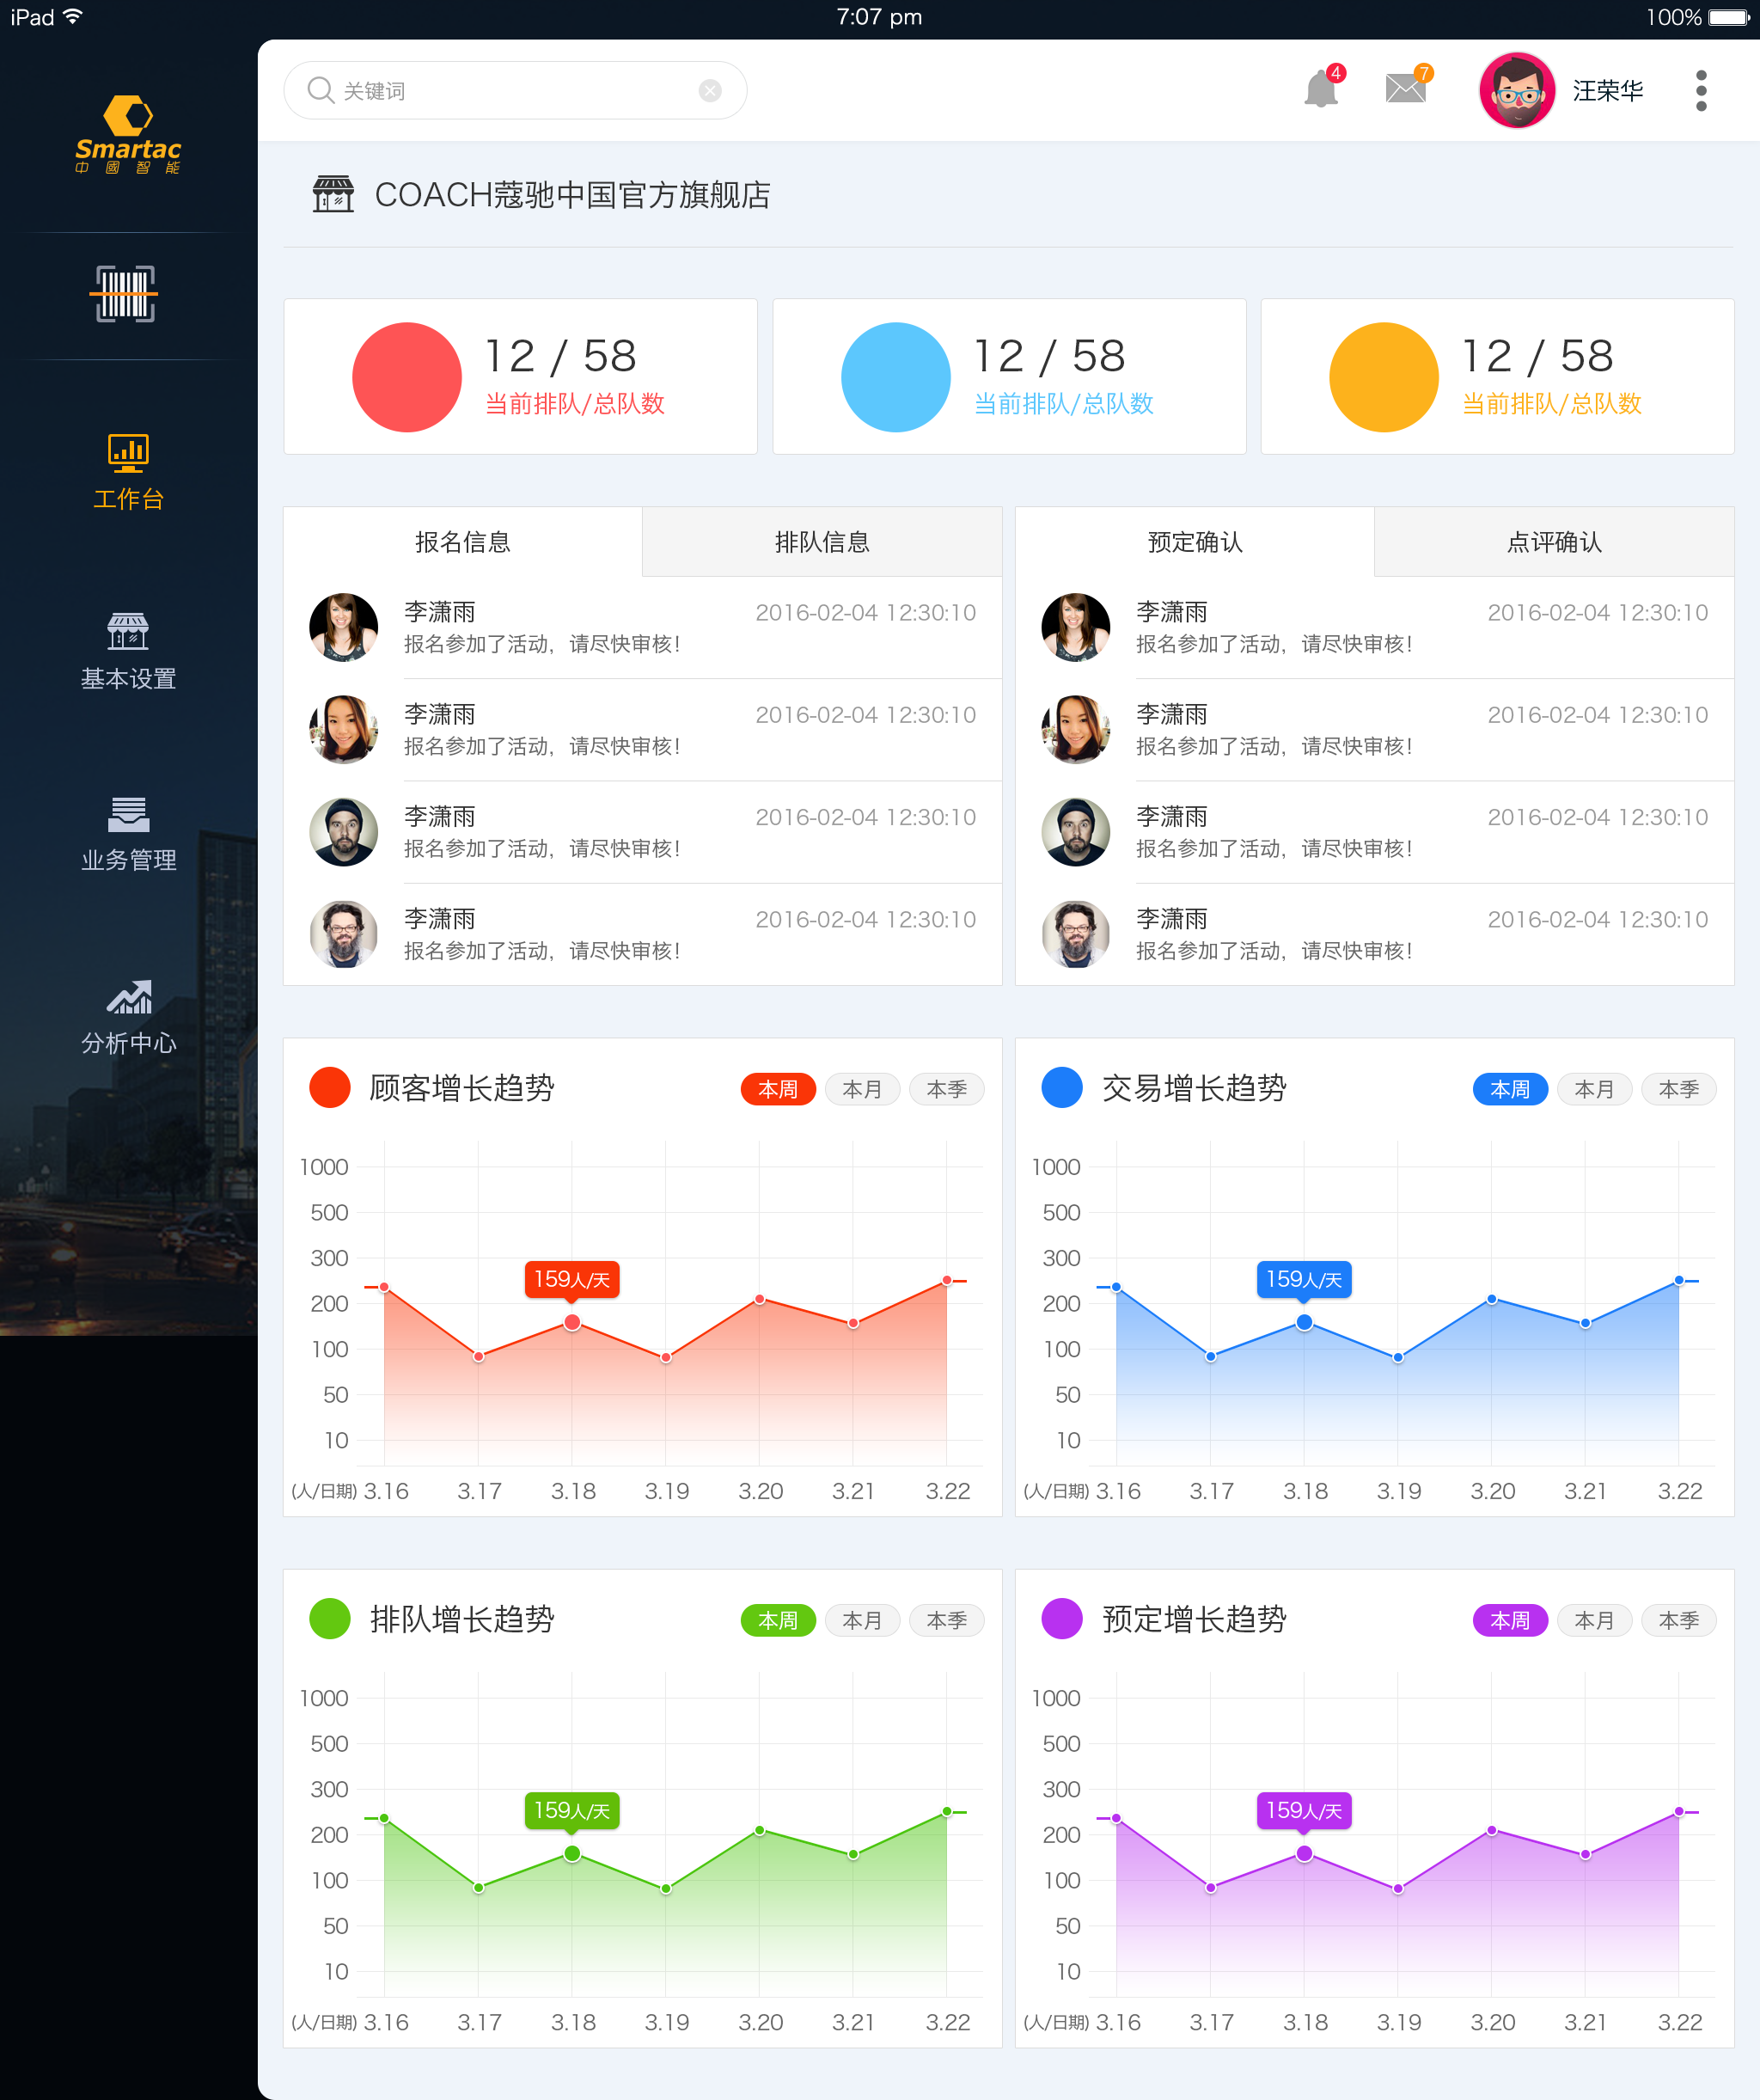 iPad
7:07 pm
100%
Smartac
中國智能
工作台
基本设置
业务管理
分析中心
关键词
4
7
汪荣华
COACH蔻驰中国官方旗舰店
12 / 58
当前排队/总队数
12 / 58
当前排队/总队数
12 / 58
当前排队/总队数
报名信息
排队信息
李潇雨
2016-02-04 12:30:10
报名参加了活动，请尽快审核！
李潇雨
2016-02-04 12:30:10
报名参加了活动，请尽快审核！
李潇雨
2016-02-04 12:30:10
报名参加了活动，请尽快审核！
李潇雨
2016-02-04 12:30:10
报名参加了活动，请尽快审核！
预定确认
点评确认
李潇雨
2016-02-04 12:30:10
报名参加了活动，请尽快审核！
李潇雨
2016-02-04 12:30:10
报名参加了活动，请尽快审核！
李潇雨
2016-02-04 12:30:10
报名参加了活动，请尽快审核！
李潇雨
2016-02-04 12:30:10
报名参加了活动，请尽快审核！
顾客增长趋势
本周
本月
本季
1000
500
300
200
100
50
10
159人/天
(人/日期) 3.16 3.17 3.18 3.19 3.20 3.21 3.22
交易增长趋势
本周
本月
本季
1000
500
300
200
100
50
10
159人/天
(人/日期) 3.16 3.17 3.18 3.19 3.20 3.21 3.22
排队增长趋势
本周
本月
本季
1000
500
300
200
100
50
10
159人/天
(人/日期) 3.16 3.17 3.18 3.19 3.20 3.21 3.22
预定增长趋势
本周
本月
本季
1000
500
300
200
100
50
10
159人/天
(人/日期) 3.16 3.17 3.18 3.19 3.20 3.21 3.22